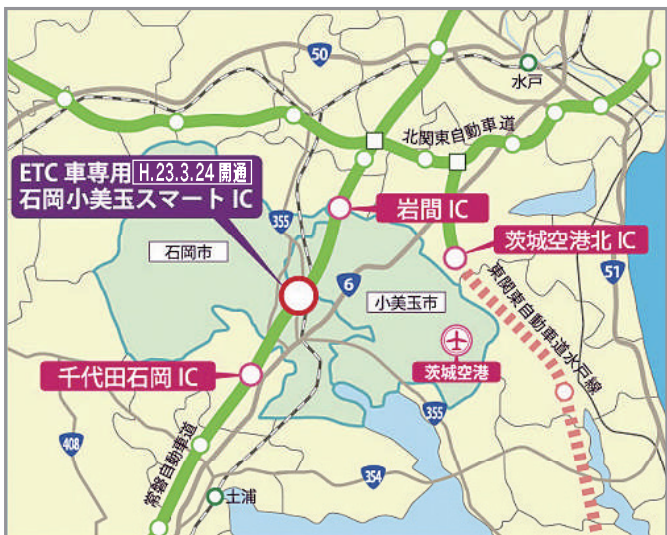 50
水戸
北関東自動車道
ETC 車専用 H.23.3.24 開通
石岡小美玉スマート IC
355
岩間 IC
茨城空港北 IC
石岡市
6
51
小美玉市
東関東自動車道水戸線
茨城空港
千代田石岡 IC
355
408
常磐自動車道
354
土浦